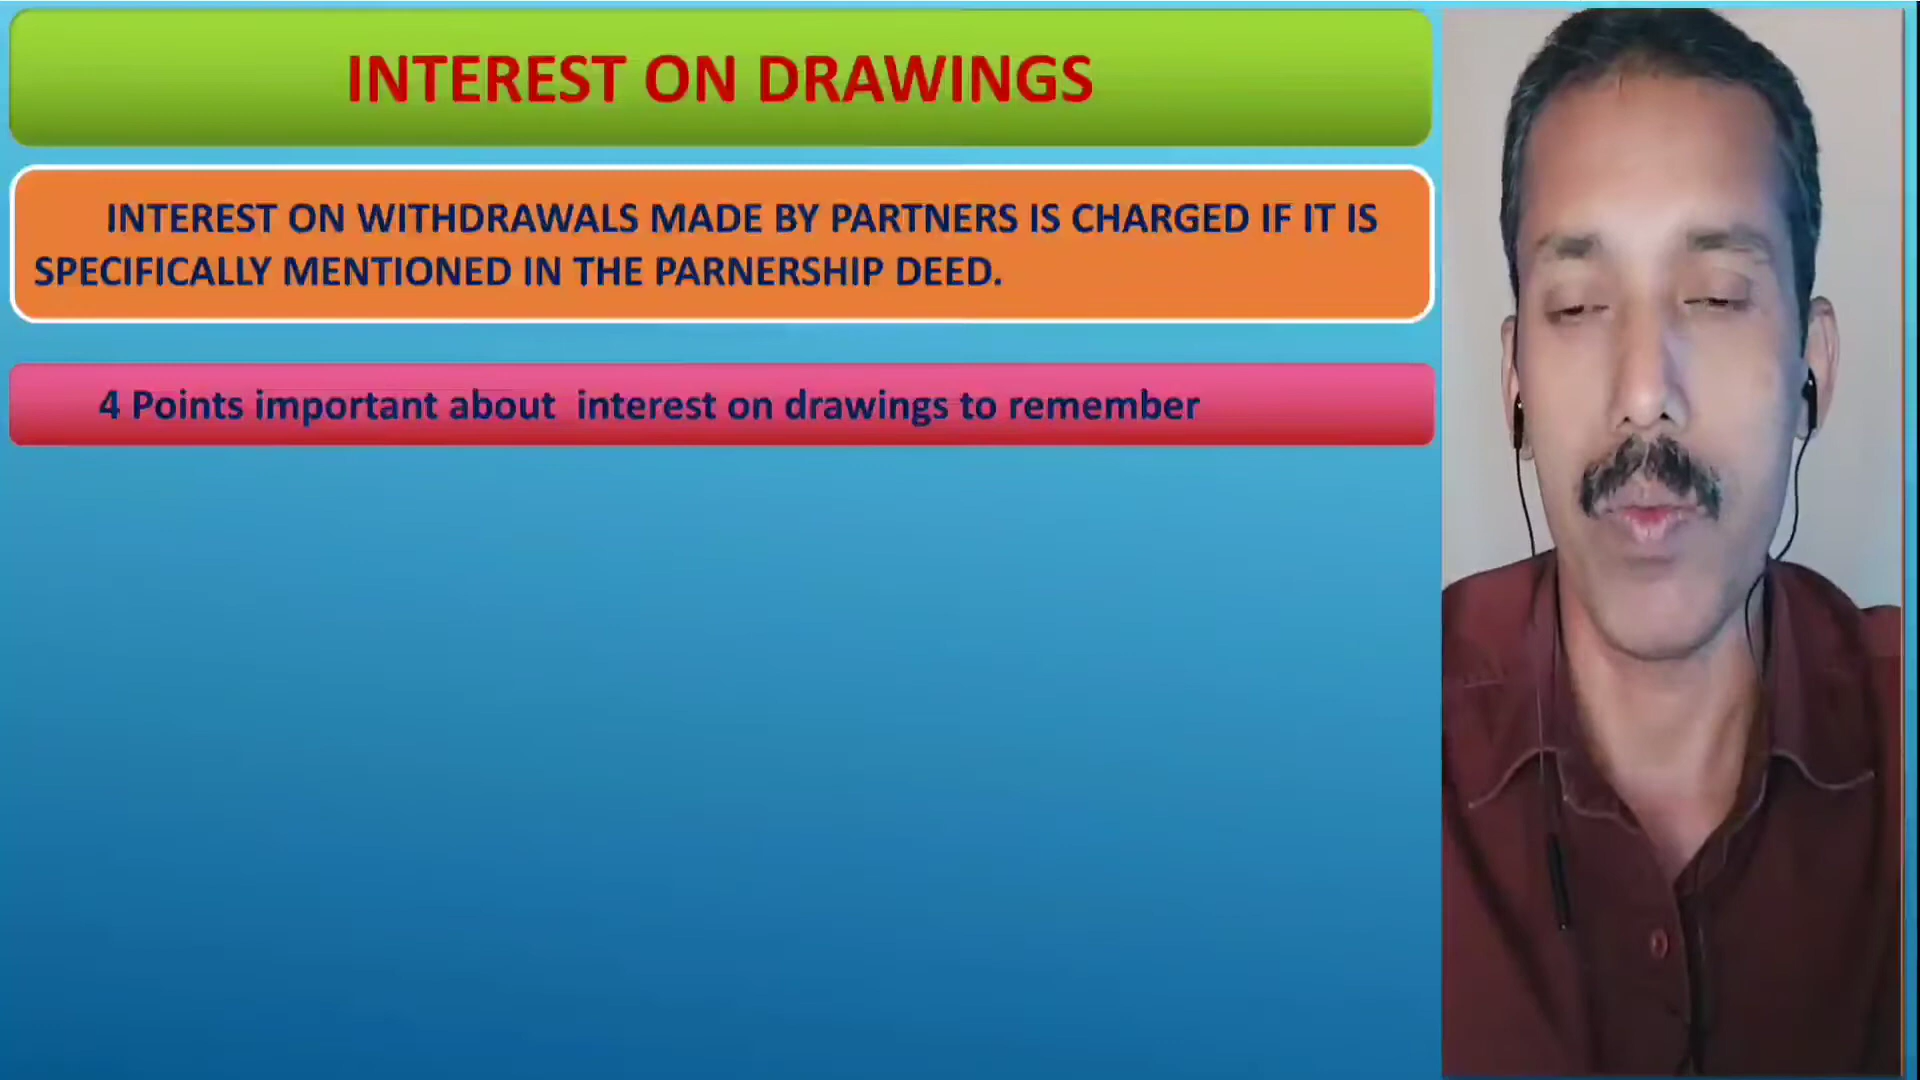 INTEREST ON DRAWINGS
INTEREST ON WITHDRAWALS MADE BY PARTNERS IS CHARGED IF IT IS
SPECIFICALLY MENTIONED IN THE PARNERSHIP DEED.
4 Points important about interest on drawings to remember